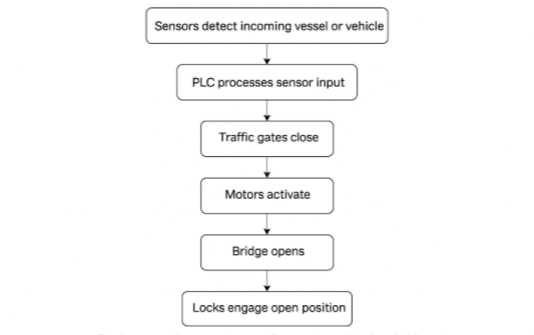 Sensors detect incoming vessel or vehicle
PLC processes sensor input
Traffic gates close
Motors activate
Bridge opens
Locks engage open position